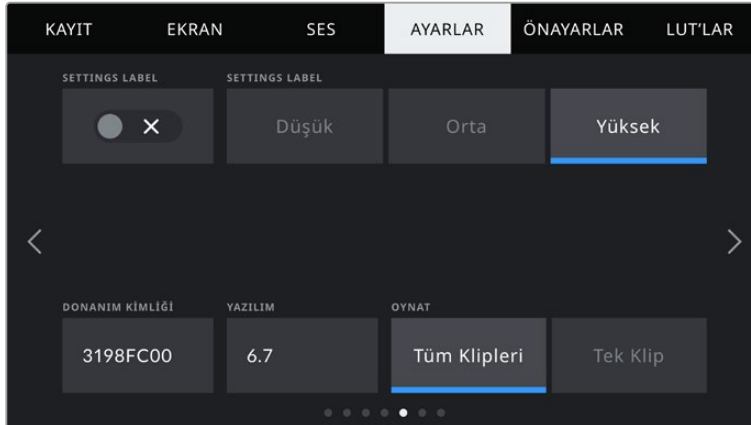 KAYIT EKRAN SES AYARLAR ÖNAYARLAR LUT'LAR
SETTINGS LABEL SETTINGS LABEL
Düşük Orta Yüksek
DONANIM KİMLİĞİ YAZILIM OYNAT
3198FC00 6.7 Tüm Klipleri Tek Klip